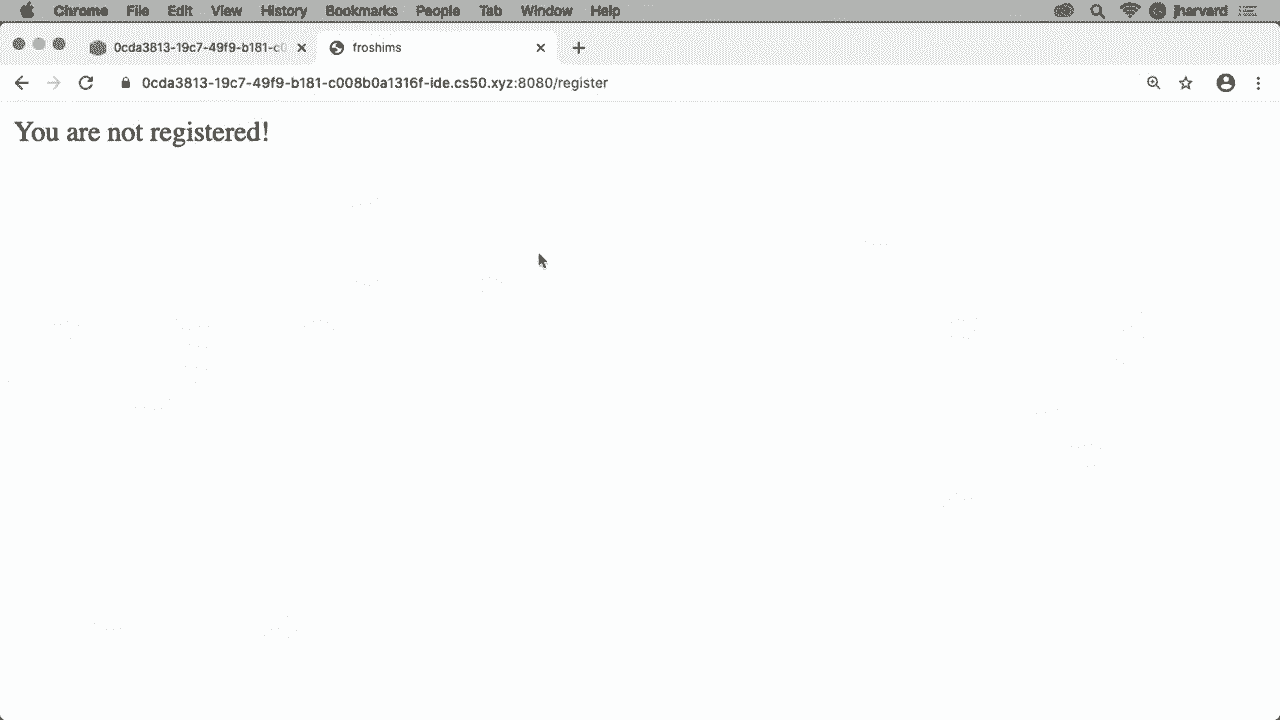 Chrome File Edit View History Bookmarks People Tab Window Help jharvard
0cda3813-19c7-49f9-b181-c0 froshims
0cda3813-19c7-49f9-b181-c008b0a1316f-ide.cs50.xyz:8080/register
You are not registered!